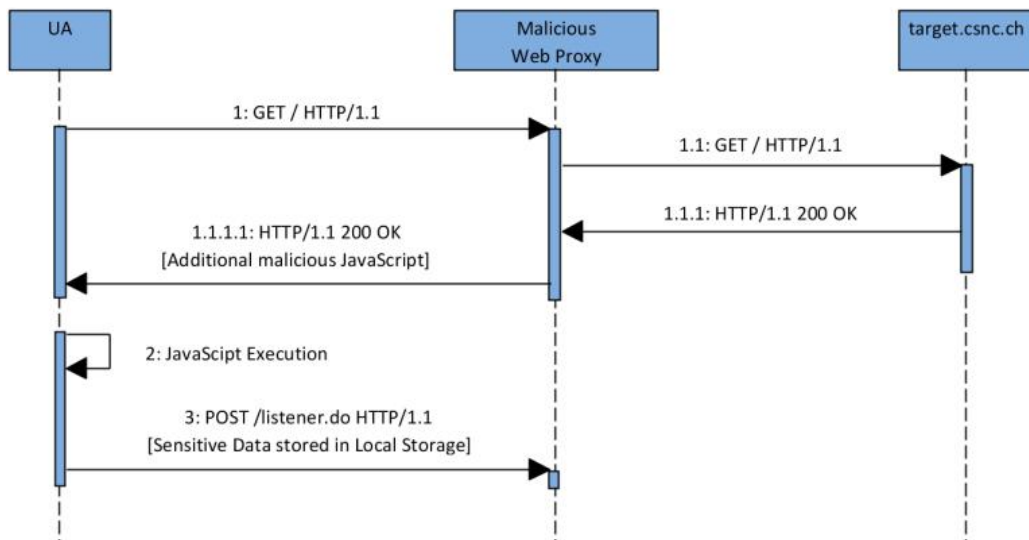 UA
Malicious
Web Proxy
target.csnc.ch
1: GET / HTTP/1.1
1.1: GET / HTTP/1.1
1.1.1: HTTP/1.1 200 OK
1.1.1.1: HTTP/1.1 200 OK
[Additional malicious JavaScript]
2: JavaScipt Execution
3: POST /listener.do HTTP/1.1
[Sensitive Data stored in Local Storage]